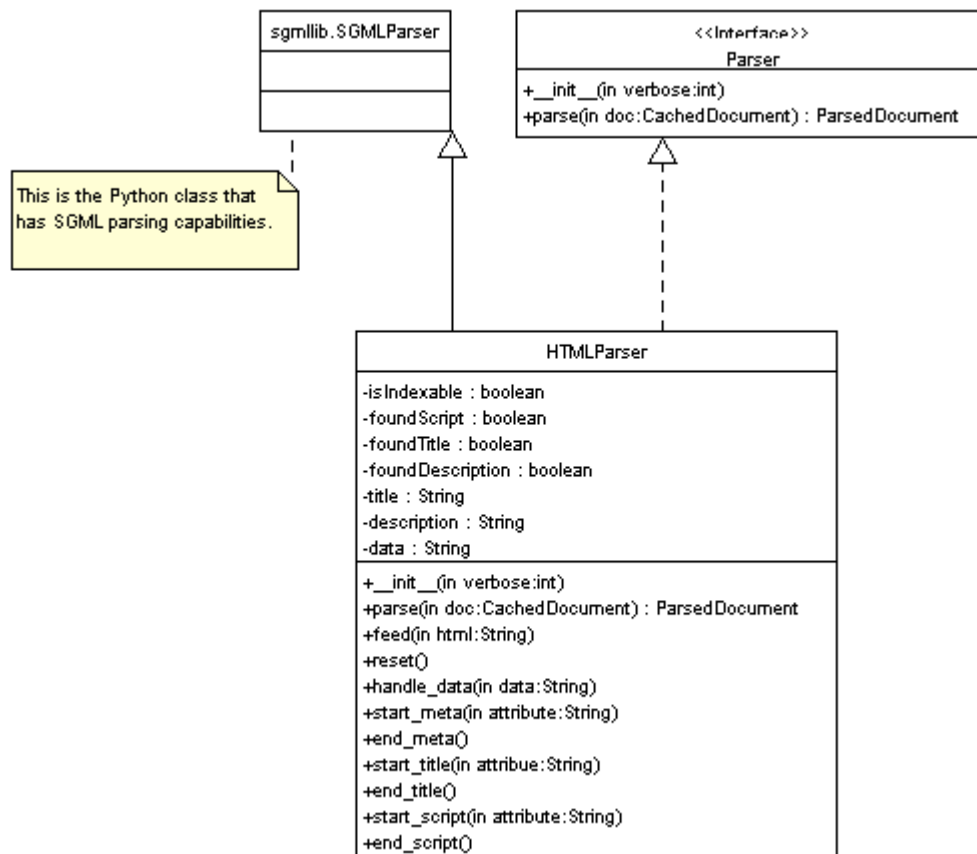 sgmllib.SGMLParser
<<Interface>>
Parser
+__init__(in verbose:int)
+parse(in doc:CachedDocument) : ParsedDocument
This is the Python class that
has SGML parsing capabilities.
HTMLParser
-isIndexable : boolean
-foundScript : boolean
-foundTitle : boolean
-foundDescription : boolean
-title : String
-description : String
-data : String
+__init__(in verbose:int)
+parse(in doc:CachedDocument) : ParsedDocument
+feed(in html:String)
+reset()
+handle_data(in data:String)
+start_meta(in attribute:String)
+end_meta()
+start_title(in attribue:String)
+end_title()
+start_script(in attribute:String)
+end_script()